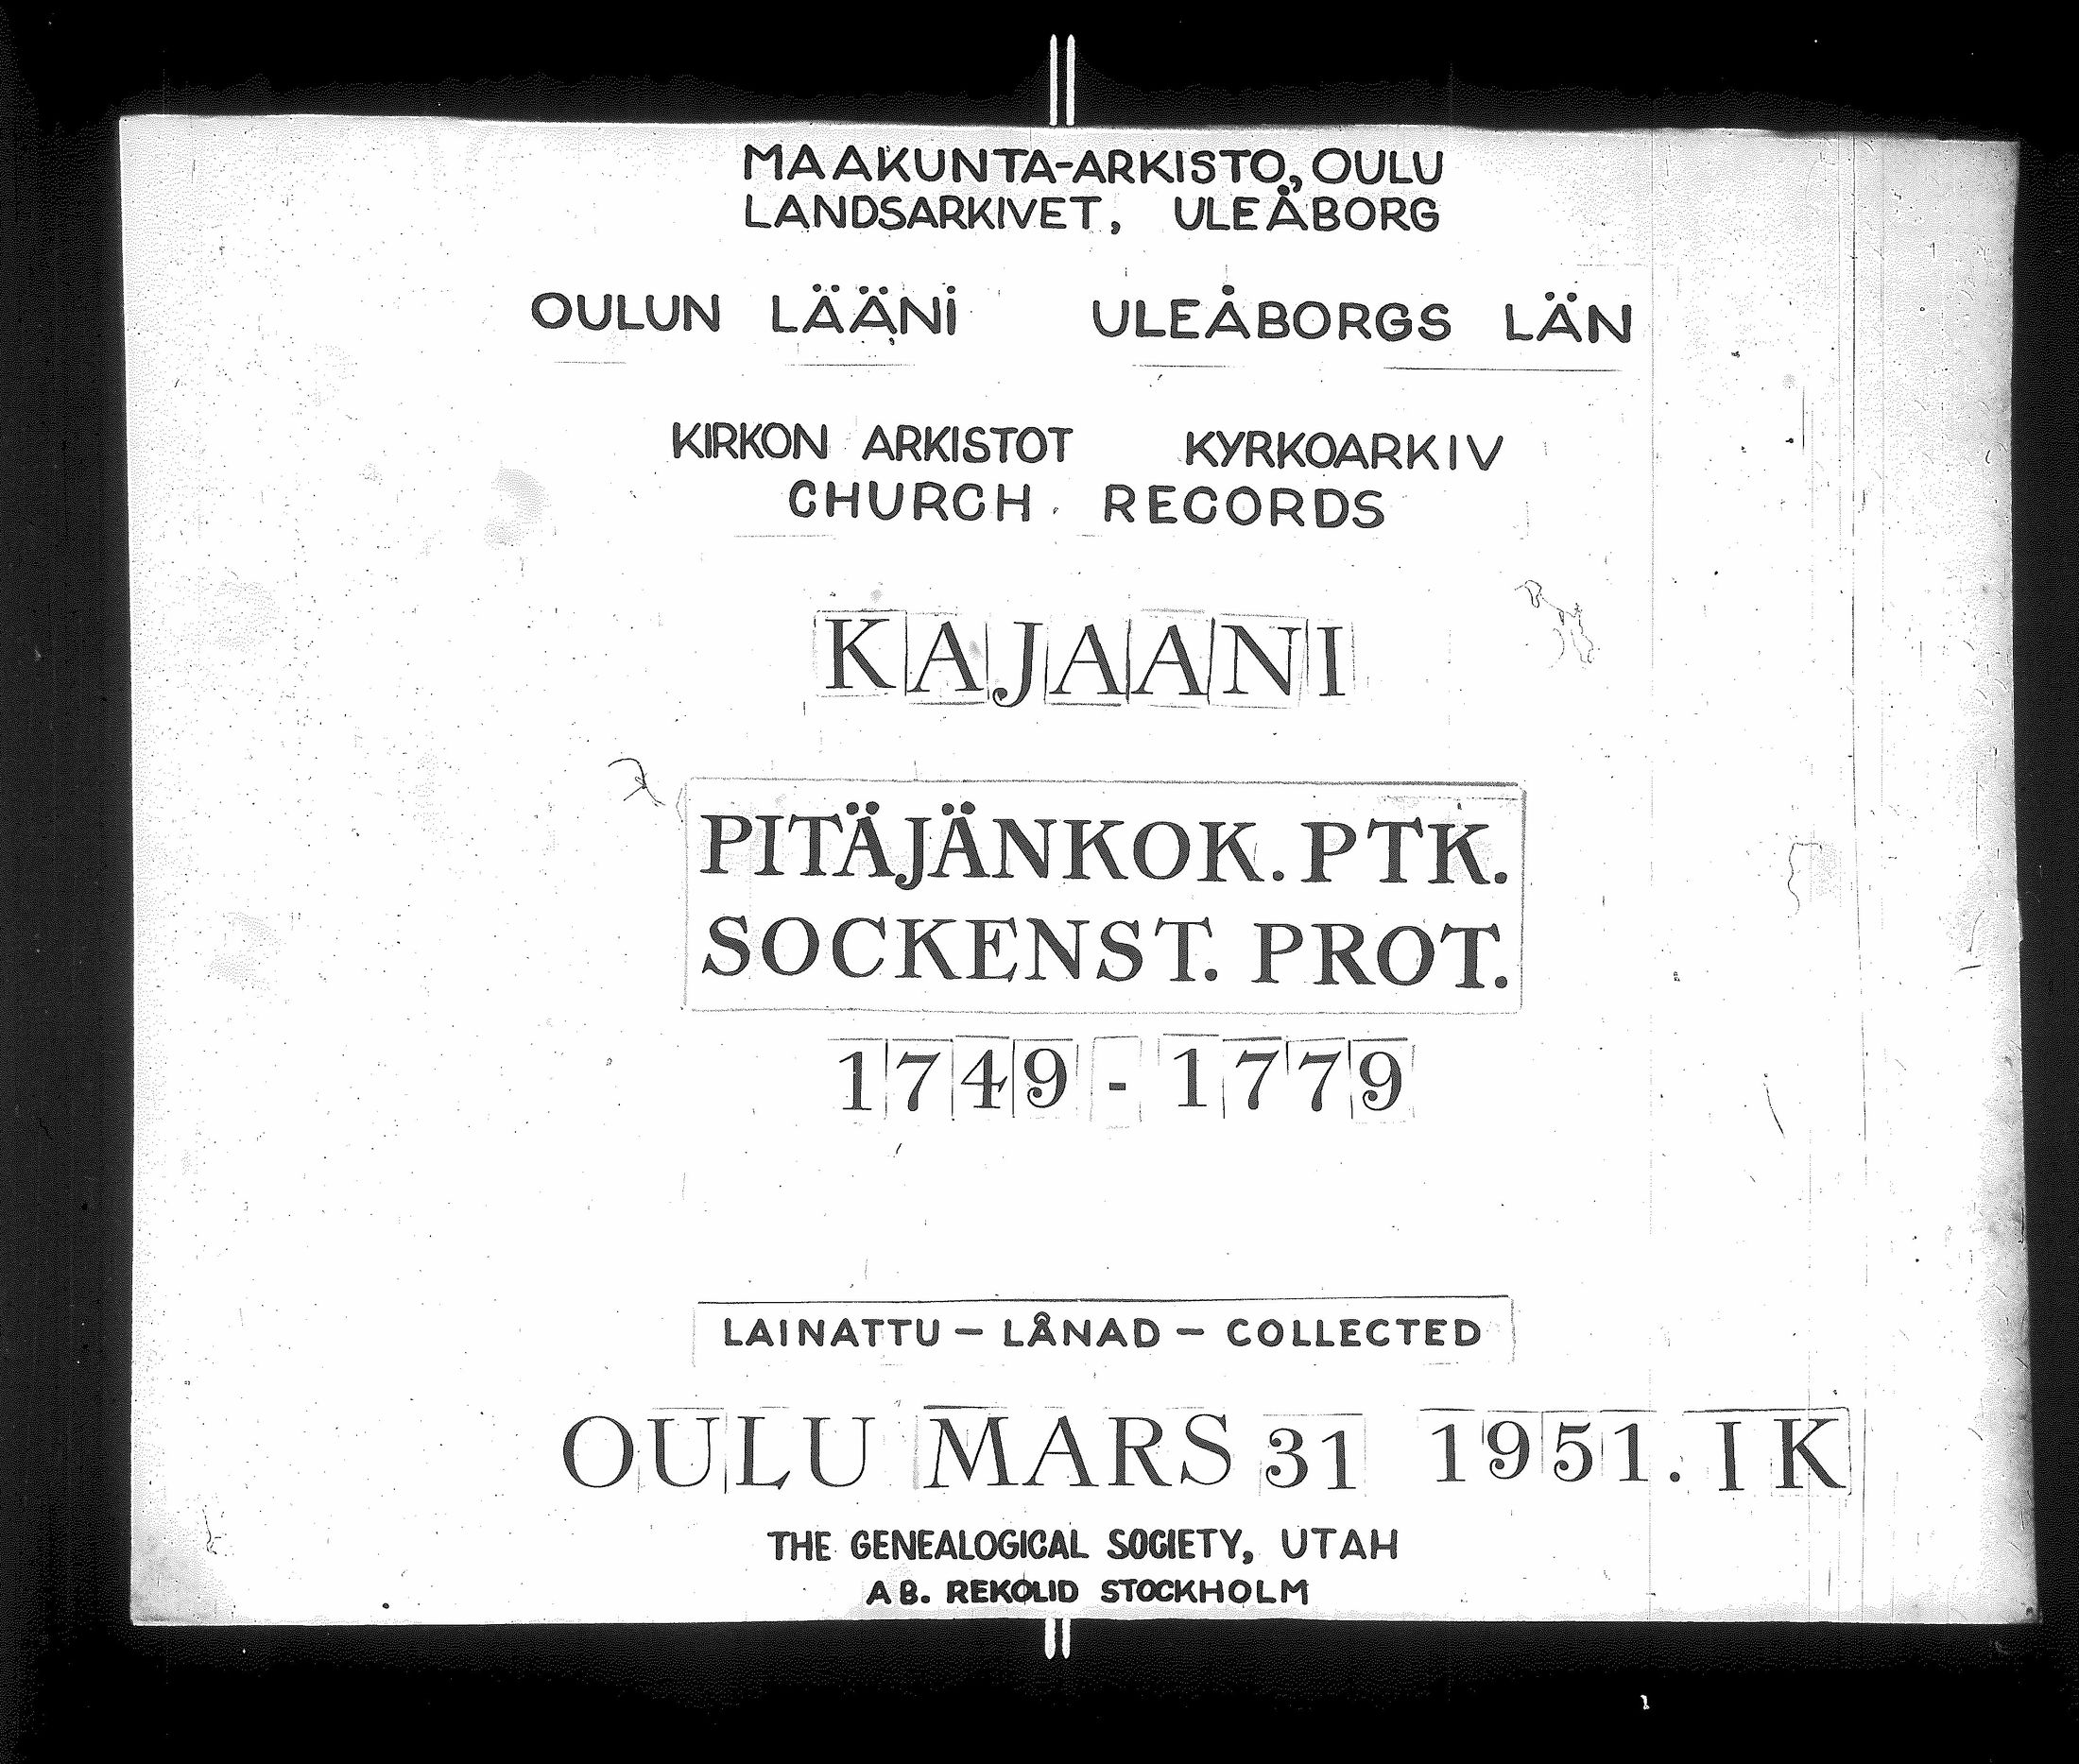 MAAKUNTA-ARKISTO, OULU
LANDSARKIVET, ULEÅBORG
OULUN LÄÄNI ULEÅBORGS LÄN
KIRKON ARKISTOT KYRKOARKIV
CHURCH RECORDS
KAJAANI
PITÄJÄNKOK. PTK.
SOCKENST. PROT.
1749 - 1779
LAINATTU - LÅNAD - COLLECTED
OULU MARS 31 1951. IK
THE GENEALOGICAL SOCIETY, UTAH
AB. REKOLID STOCKHOLM